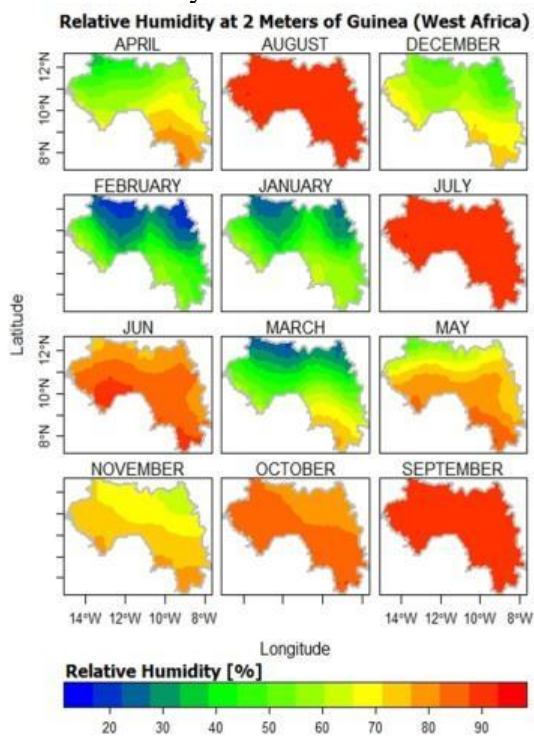 Relative Humidity at 2 Meters of Guinea (West Africa)
APRIL AUGUST DECEMBER
12°N
10°N
8°N
FEBRUARY JANUARY JULY
Latitude
JUN MARCH MAY
12°N
10°N
8°N
NOVEMBER OCTOBER SEPTEMBER
14°W 12°W 10°W 8°W 14°W 12°W 10°W 8°W
Longitude
Relative Humidity [%]
20 30 40 50 60 70 80 90